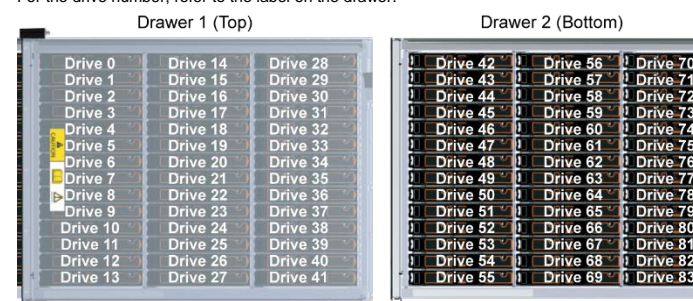 For the drive number, refer to the label on the drawer.
Drawer 1 (Top) Drawer 2 (Bottom)
Drive 0 Drive 14 Drive 28 Drive 42 Drive 56 Drive 70
Drive 1 Drive 15 Drive 29 Drive 43 Drive 57 Drive 71
Drive 2 Drive 16 Drive 30 Drive 44 Drive 58 Drive 72
Drive 3 Drive 17 Drive 31 Drive 45 Drive 59 Drive 73
Drive 4 Drive 18 Drive 32 Drive 46 Drive 60 Drive 74
Drive 5 Drive 19 Drive 33 Drive 47 Drive 61 Drive 75
Drive 6 Drive 20 Drive 34 Drive 48 Drive 62 Drive 76
Drive 7 Drive 21 Drive 35 Drive 49 Drive 63 Drive 77
Drive 8 Drive 22 Drive 36 Drive 50 Drive 64 Drive 78
Drive 9 Drive 23 Drive 37 Drive 51 Drive 65 Drive 79
Drive 10 Drive 24 Drive 38 Drive 52 Drive 66 Drive 80
Drive 11 Drive 25 Drive 39 Drive 53 Drive 67 Drive 81
Drive 12 Drive 26 Drive 40 Drive 54 Drive 68 Drive 82
Drive 13 Drive 27 Drive 41 Drive 55 Drive 69 Drive 83
CAUTION